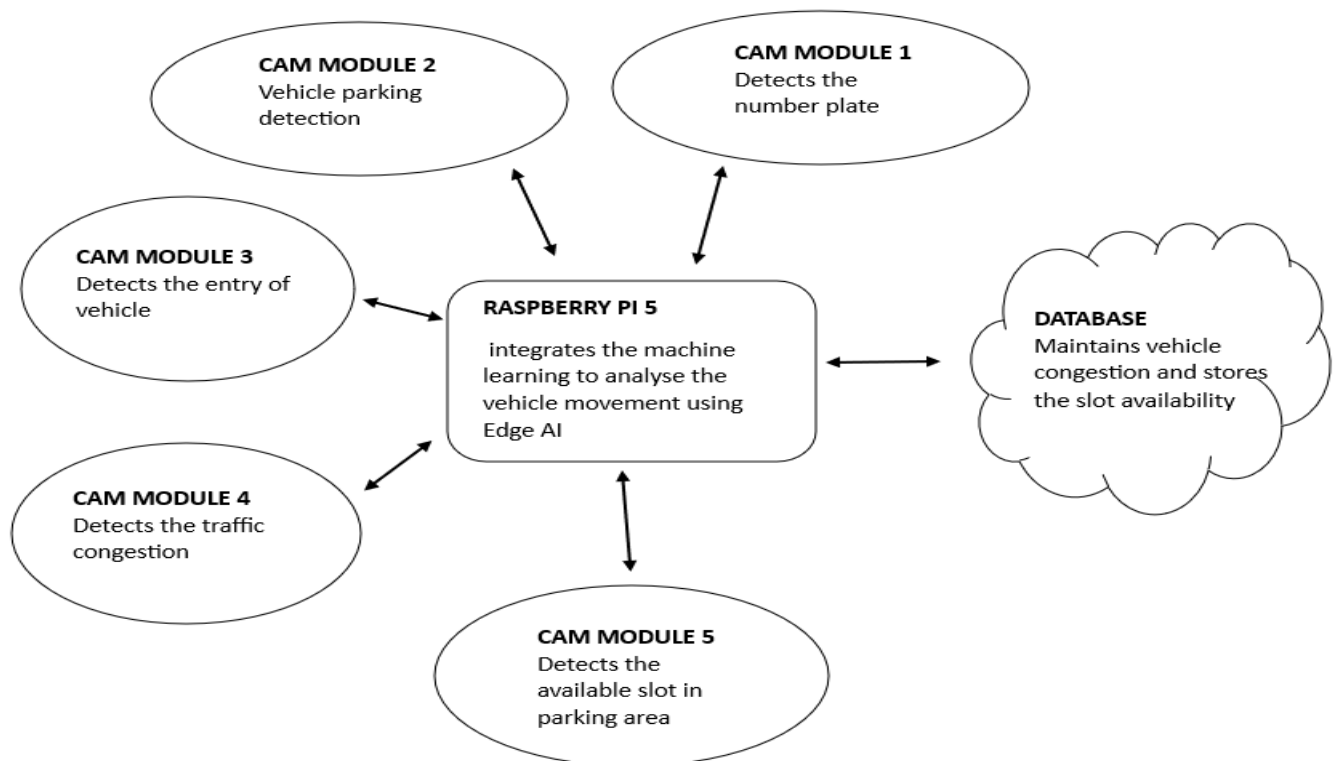 CAM MODULE 2
Vehicle parking
detection
CAM MODULE 1
Detects the
number plate
CAM MODULE 3
Detects the entry of
vehicle
RASPBERRY PI 5
integrates the machine
learning to analyse the
vehicle movement using
Edge AI
DATABASE
Maintains vehicle
congestion and stores
the slot availability
CAM MODULE 4
Detects the traffic
congestion
CAM MODULE 5
Detects the
available slot in
parking area